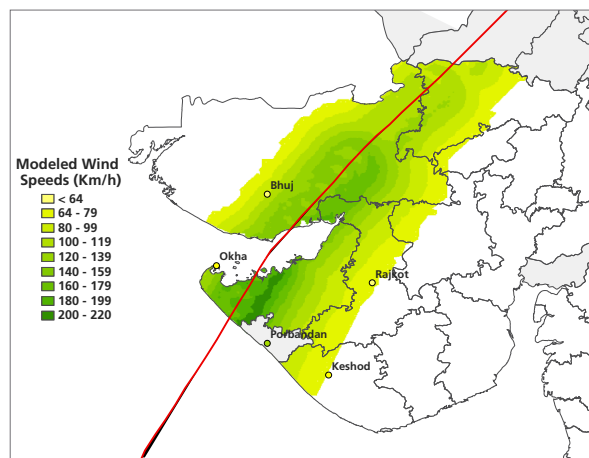 Modeled Wind
Speeds (Km/h)
< 64
64 - 79
80 - 99
100 - 119
120 - 139
140 - 159
160 - 179
180 - 199
200 - 220
Bhuj
Okha
Rajkot
Porbandan
Keshod